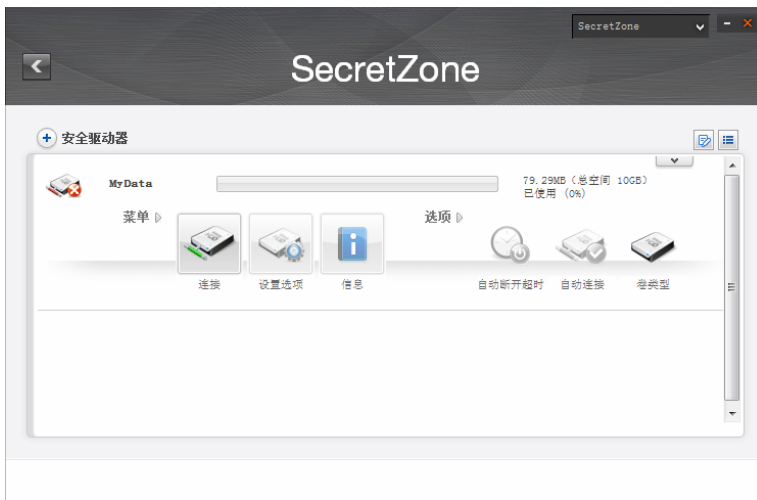 SecretZone
SecretZone
安全驱动器
MyData
79.29MB (总空间 10GB)
已使用 (0%)
菜单
选项
连接
设置选项
信息
自动断开超时
自动连接
卷类型